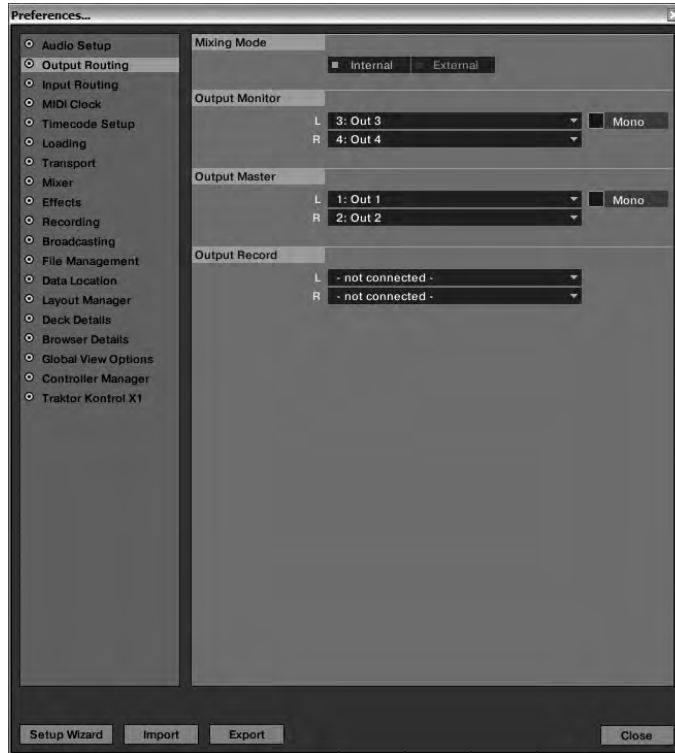 Preferences...
Audio Setup
Output Routing
Input Routing
MIDI Clock
Timecode Setup
Loading
Transport
Mixer
Effects
Recording
Broadcasting
File Management
Data Location
Layout Manager
Deck Details
Browser Details
Global View Options
Controller Manager
Traktor Kontrol X1
Mixing Mode
Internal External
Output Monitor
L 3: Out 3 Mono
R 4: Out 4
Output Master
L 1: Out 1 Mono
R 2: Out 2
Output Record
L - not connected -
R - not connected -
Setup Wizard Import Export Close